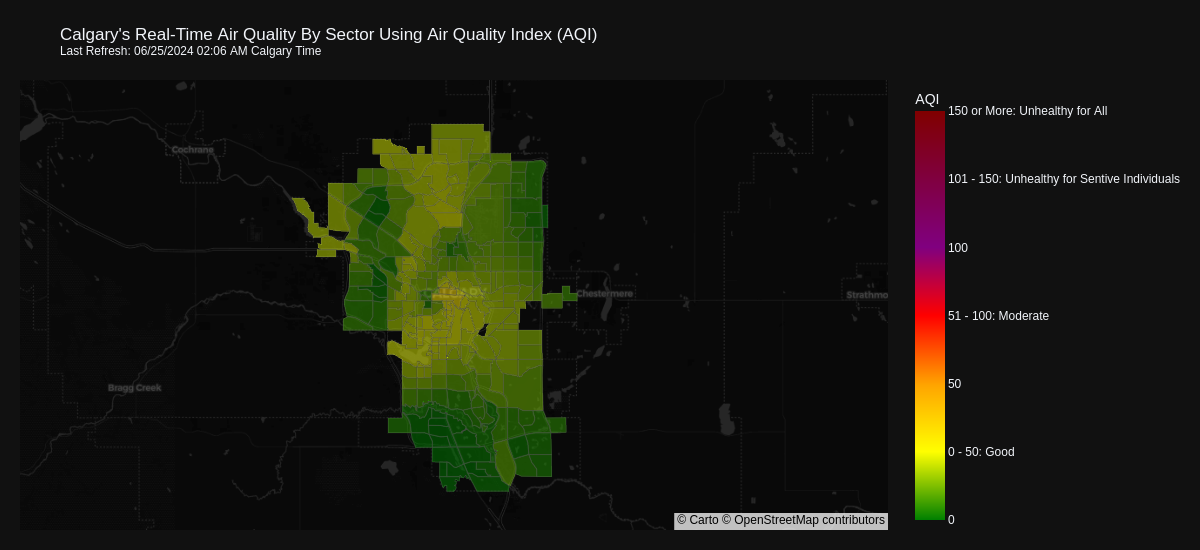 Calgary's Real-Time Air Quality By Sector Using Air Quality Index (AQI)
Last Refresh: 06/25/2024 02:06 AM Calgary Time
AQI
150 or More: Unhealthy for All
Cochrane
101 - 150: Unhealthy for Sentive Individuals
100
Chestermere
Strathmo
51 - 100: Moderate
50
Bragg Creek
0 - 50: Good
0
© Carto © OpenStreetMap contributors